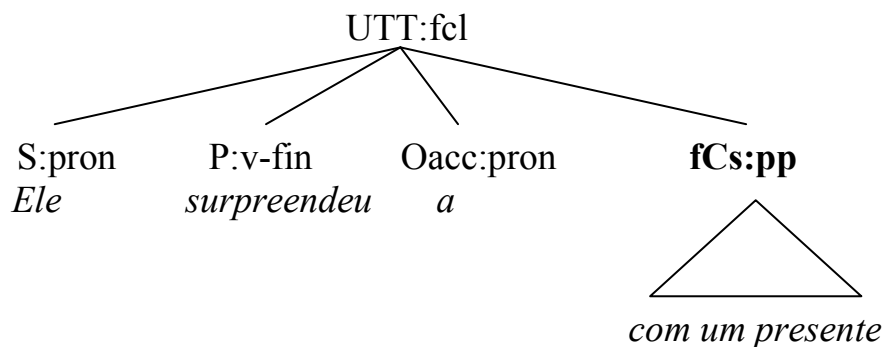 UTT:fcl
S:pron P:v-fin Oacc:pron fCs:pp
Ele surpreendeu a
com um presente